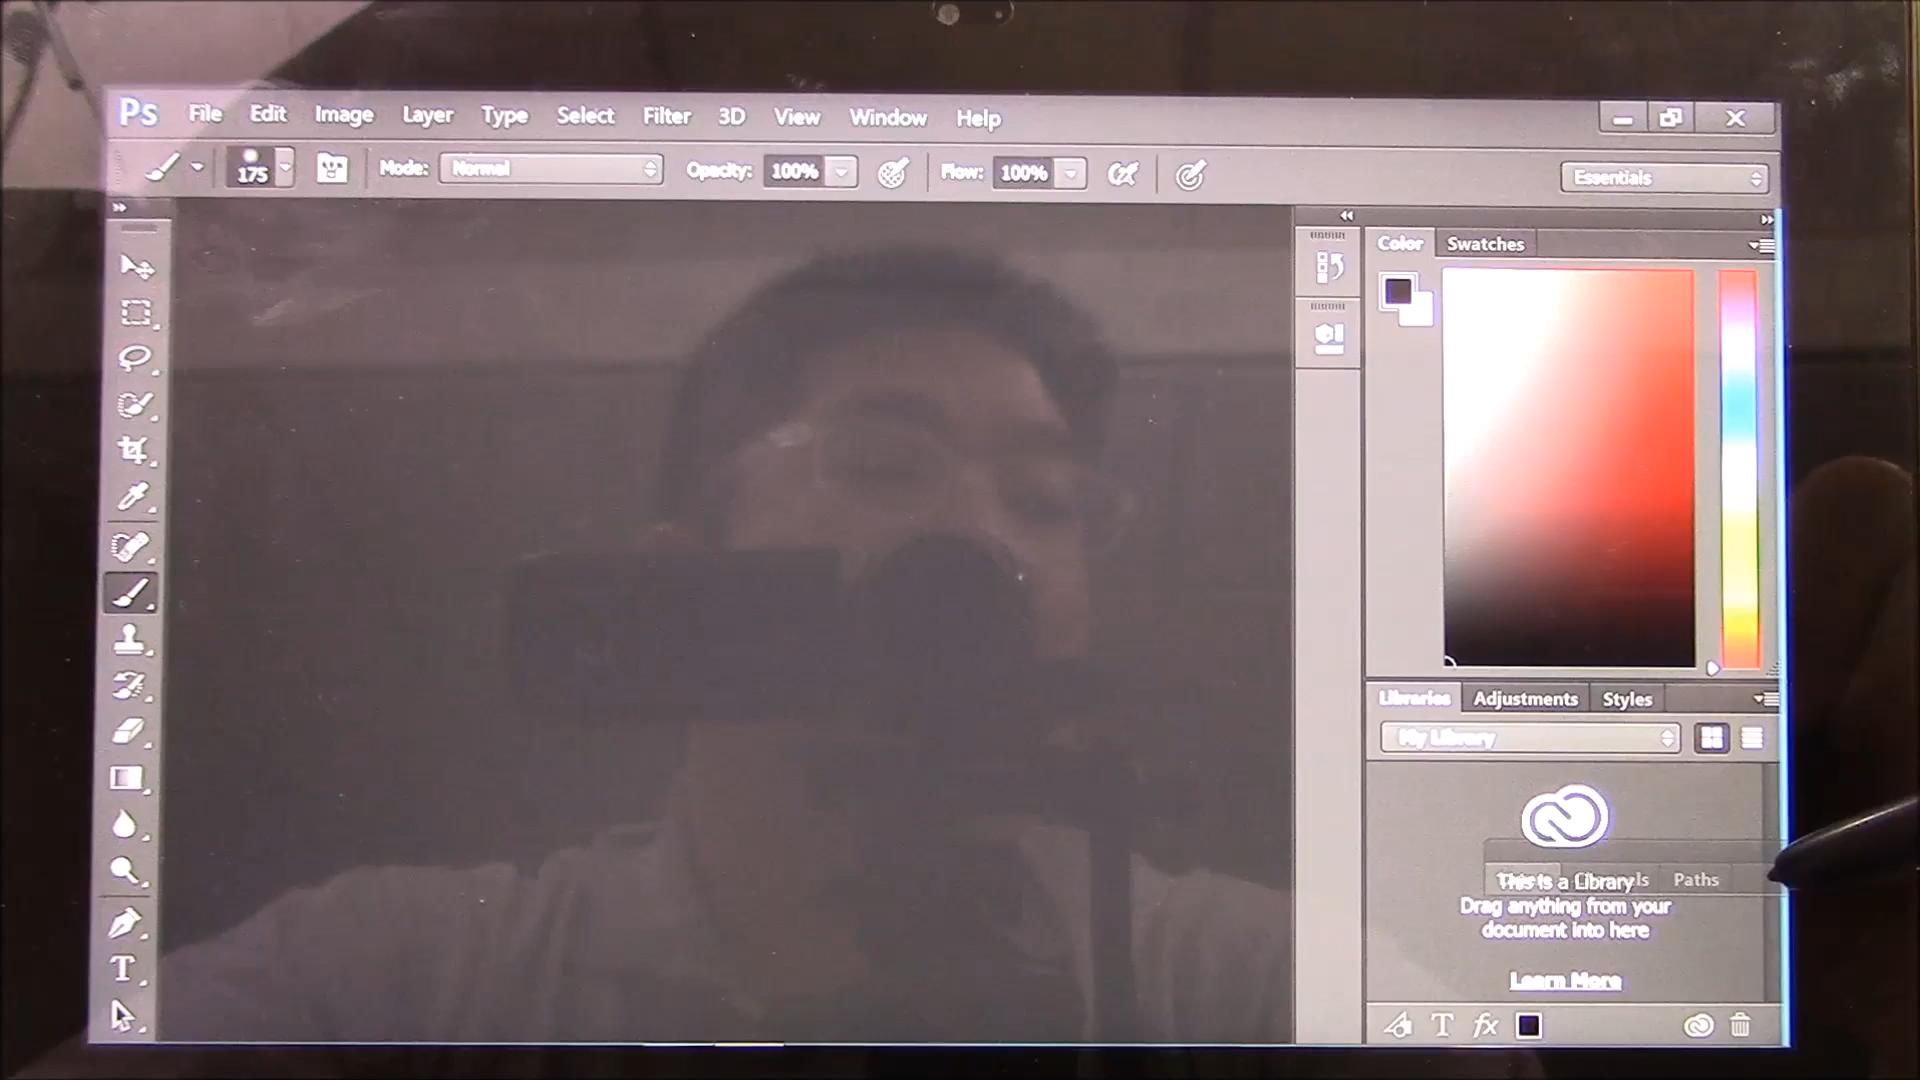 Ps File Edit Image Layer Type Select Filter 3D View Window Help
175 Mode: Normal Opacity: 100% Flow: 100% Essentials
Color Swatches
Libraries Adjustments Styles
My Library
Paths
This is a Library
Drag anything from your
document into here
Learn More
T fx
T